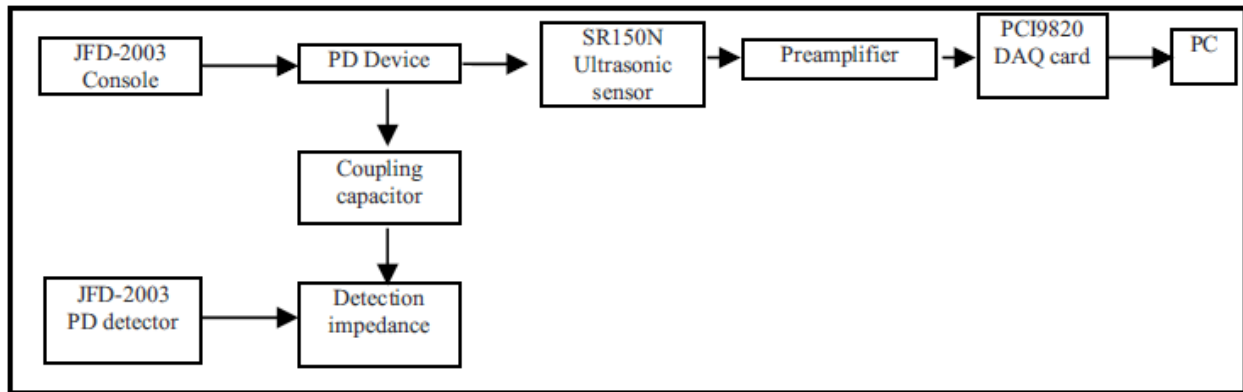 JFD-2003
Console
PD Device
SR150N
Ultrasonic
sensor
Preamplifier
PCI9820
DAQ card
PC
Coupling
capacitor
JFD-2003
PD detector
Detection
impedance